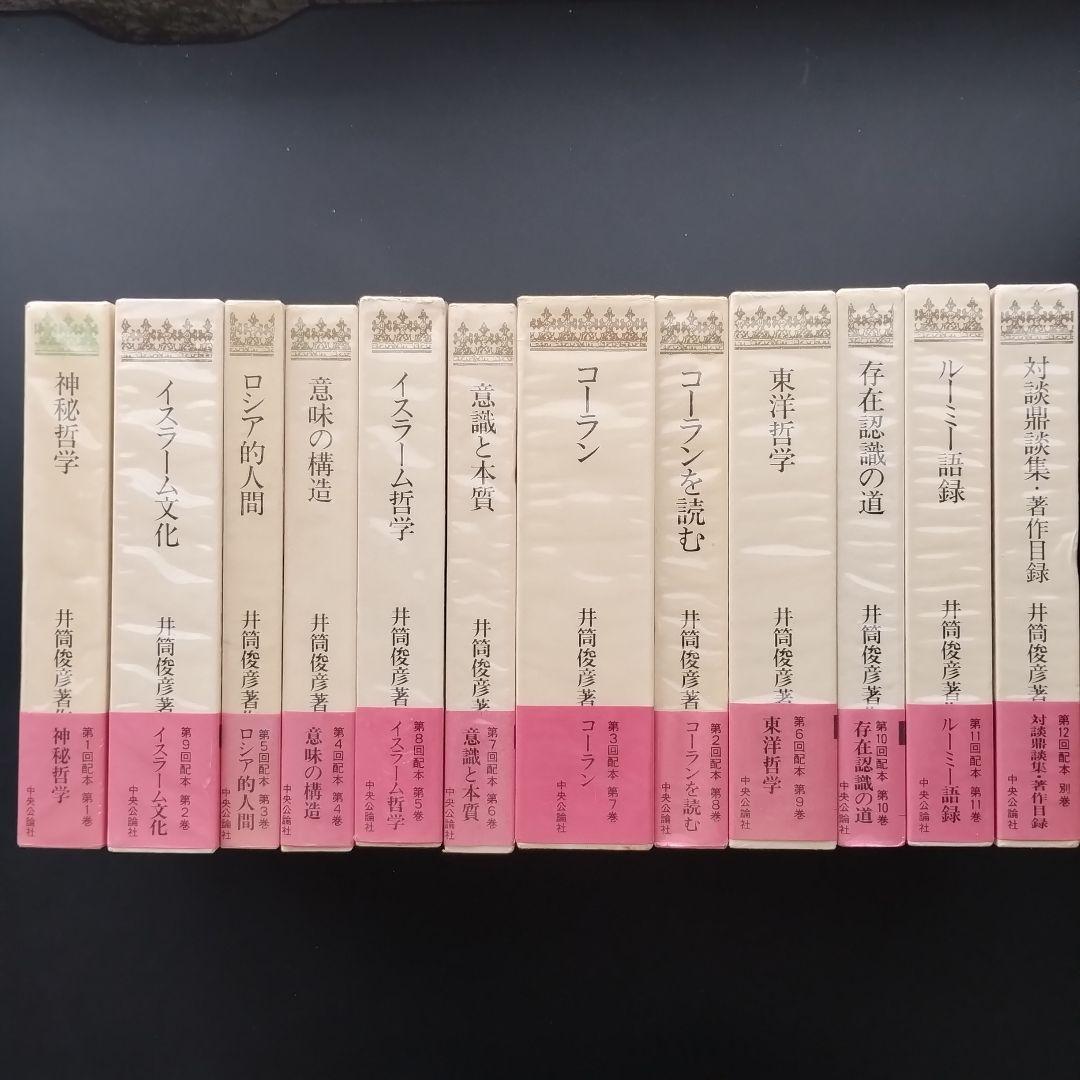 神秘哲学
井筒俊彦著
第1回配本 第1巻
神秘哲学
中央公論社
イスラーム文化
井筒俊彦著
第9回配本 第2巻
イスラーム文化
中央公論社
ロシア的人間
井筒俊彦著
第5回配本 第3巻
ロシア的人間
中央公論社
意味の構造
井筒俊彦著
第4回配本 第4巻
意味の構造
中央公論社
イスラーム哲学
井筒俊彦著
第8回配本 第5巻
イスラーム哲学
中央公論社
意識と本質
井筒俊彦著
第7回配本 第6巻
意識と本質
中央公論社
コーラン
井筒俊彦著
第3回配本 第7巻
コーラン
中央公論社
コーランを読む
井筒俊彦著
第2回配本 第8巻
コーランを読む
中央公論社
東洋哲学
井筒俊彦著
第6回配本 第9巻
東洋哲学
中央公論社
存在認識の道
井筒俊彦著
第10回配本 第10巻
存在認識の道
中央公論社
ルーミー語録
井筒俊彦著
第11回配本 第11巻
ルーミー語録
中央公論社
対談鼎談集・著作目録
井筒俊彦著
第12回配本 別巻
対談鼎談集・著作目録
中央公論社